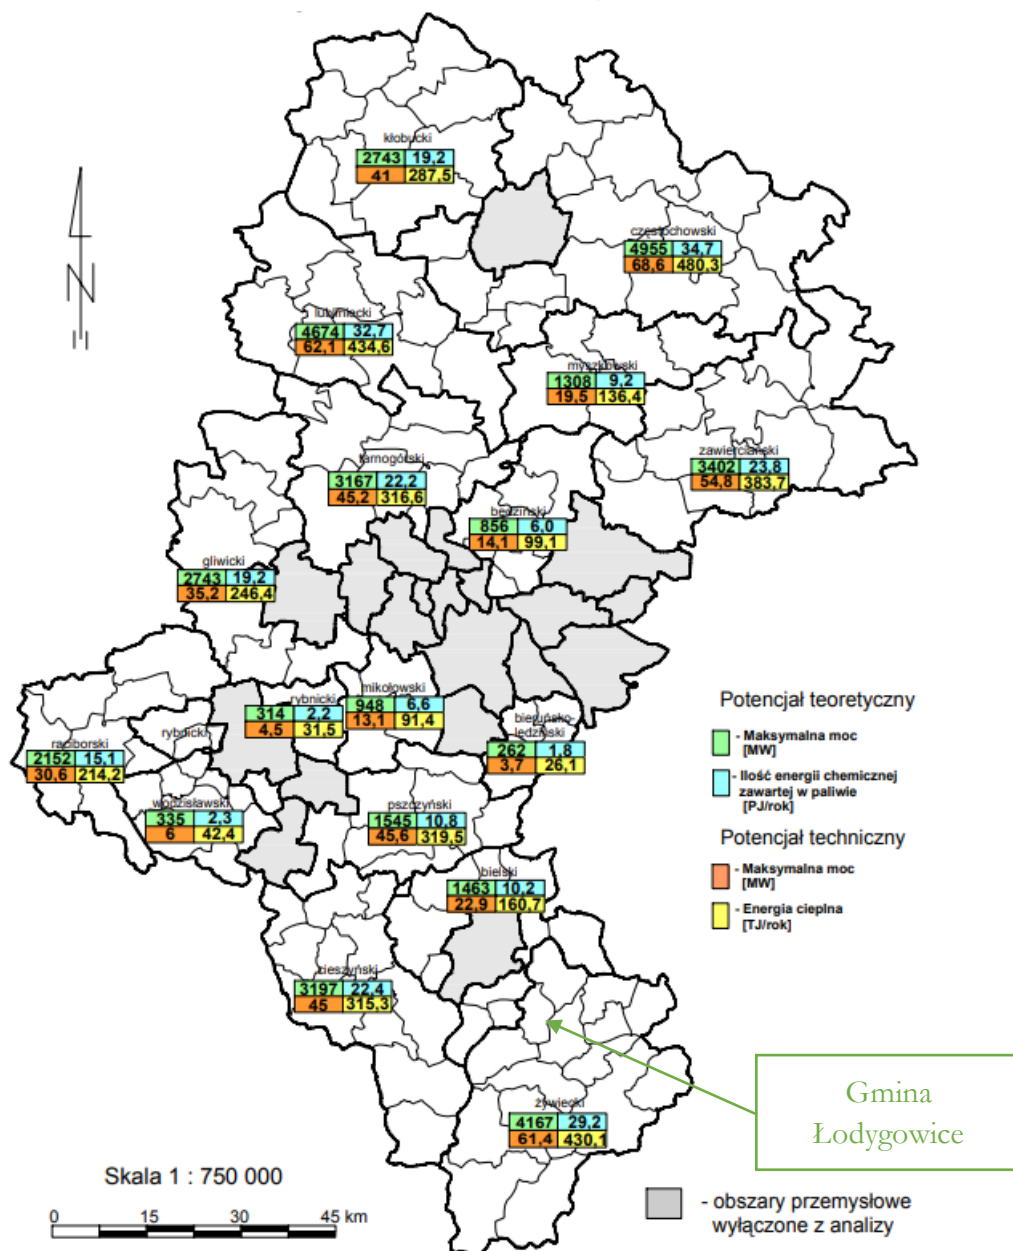 kłobucki
2743 19,2
41 287,5
częstochowski
4955 34,7
68,6 480,3
N
lubliniecki
4674 32,7
62,1 434,6
myszkowski
1308 9,2
19,5 136,4
zawierciański
3402 23,8
54,8 383,7
tarnogórski
3167 22,2
45,2 316,6
będziński
856 6,0
14,1 99,1
gliwicki
2743 19,2
35,2 246,4
mikołowski
948 6,6
13,1 91,4
rybnicki
314 2,2
4,5 31,5
rybnicki
bieruńsko-
lędziński
262 1,8
3,7 26,1
raciborski
2152 15,1
30,6 214,2
wodzisławski
335 2,3
6 42,4
pszczyński
1545 10,8
45,6 319,5
bielski
1463 10,2
22,9 160,7
cieszyński
3197 22,4
45 315,3
żywiecki
4167 29,2
61,4 430,1
Potencjał teoretyczny
- Maksymalna moc
[MW]
- Ilość energii chemicznej
zawartej w paliwie
[PJ/rok]
Potencjał techniczny
- Maksymalna moc
[MW]
- Energia cieplna
[TJ/rok]
Gmina
Łodygowice
Skala 1 : 750 000
0 15 30 45 km
- obszary przemysłowe
wyłączone z analizy